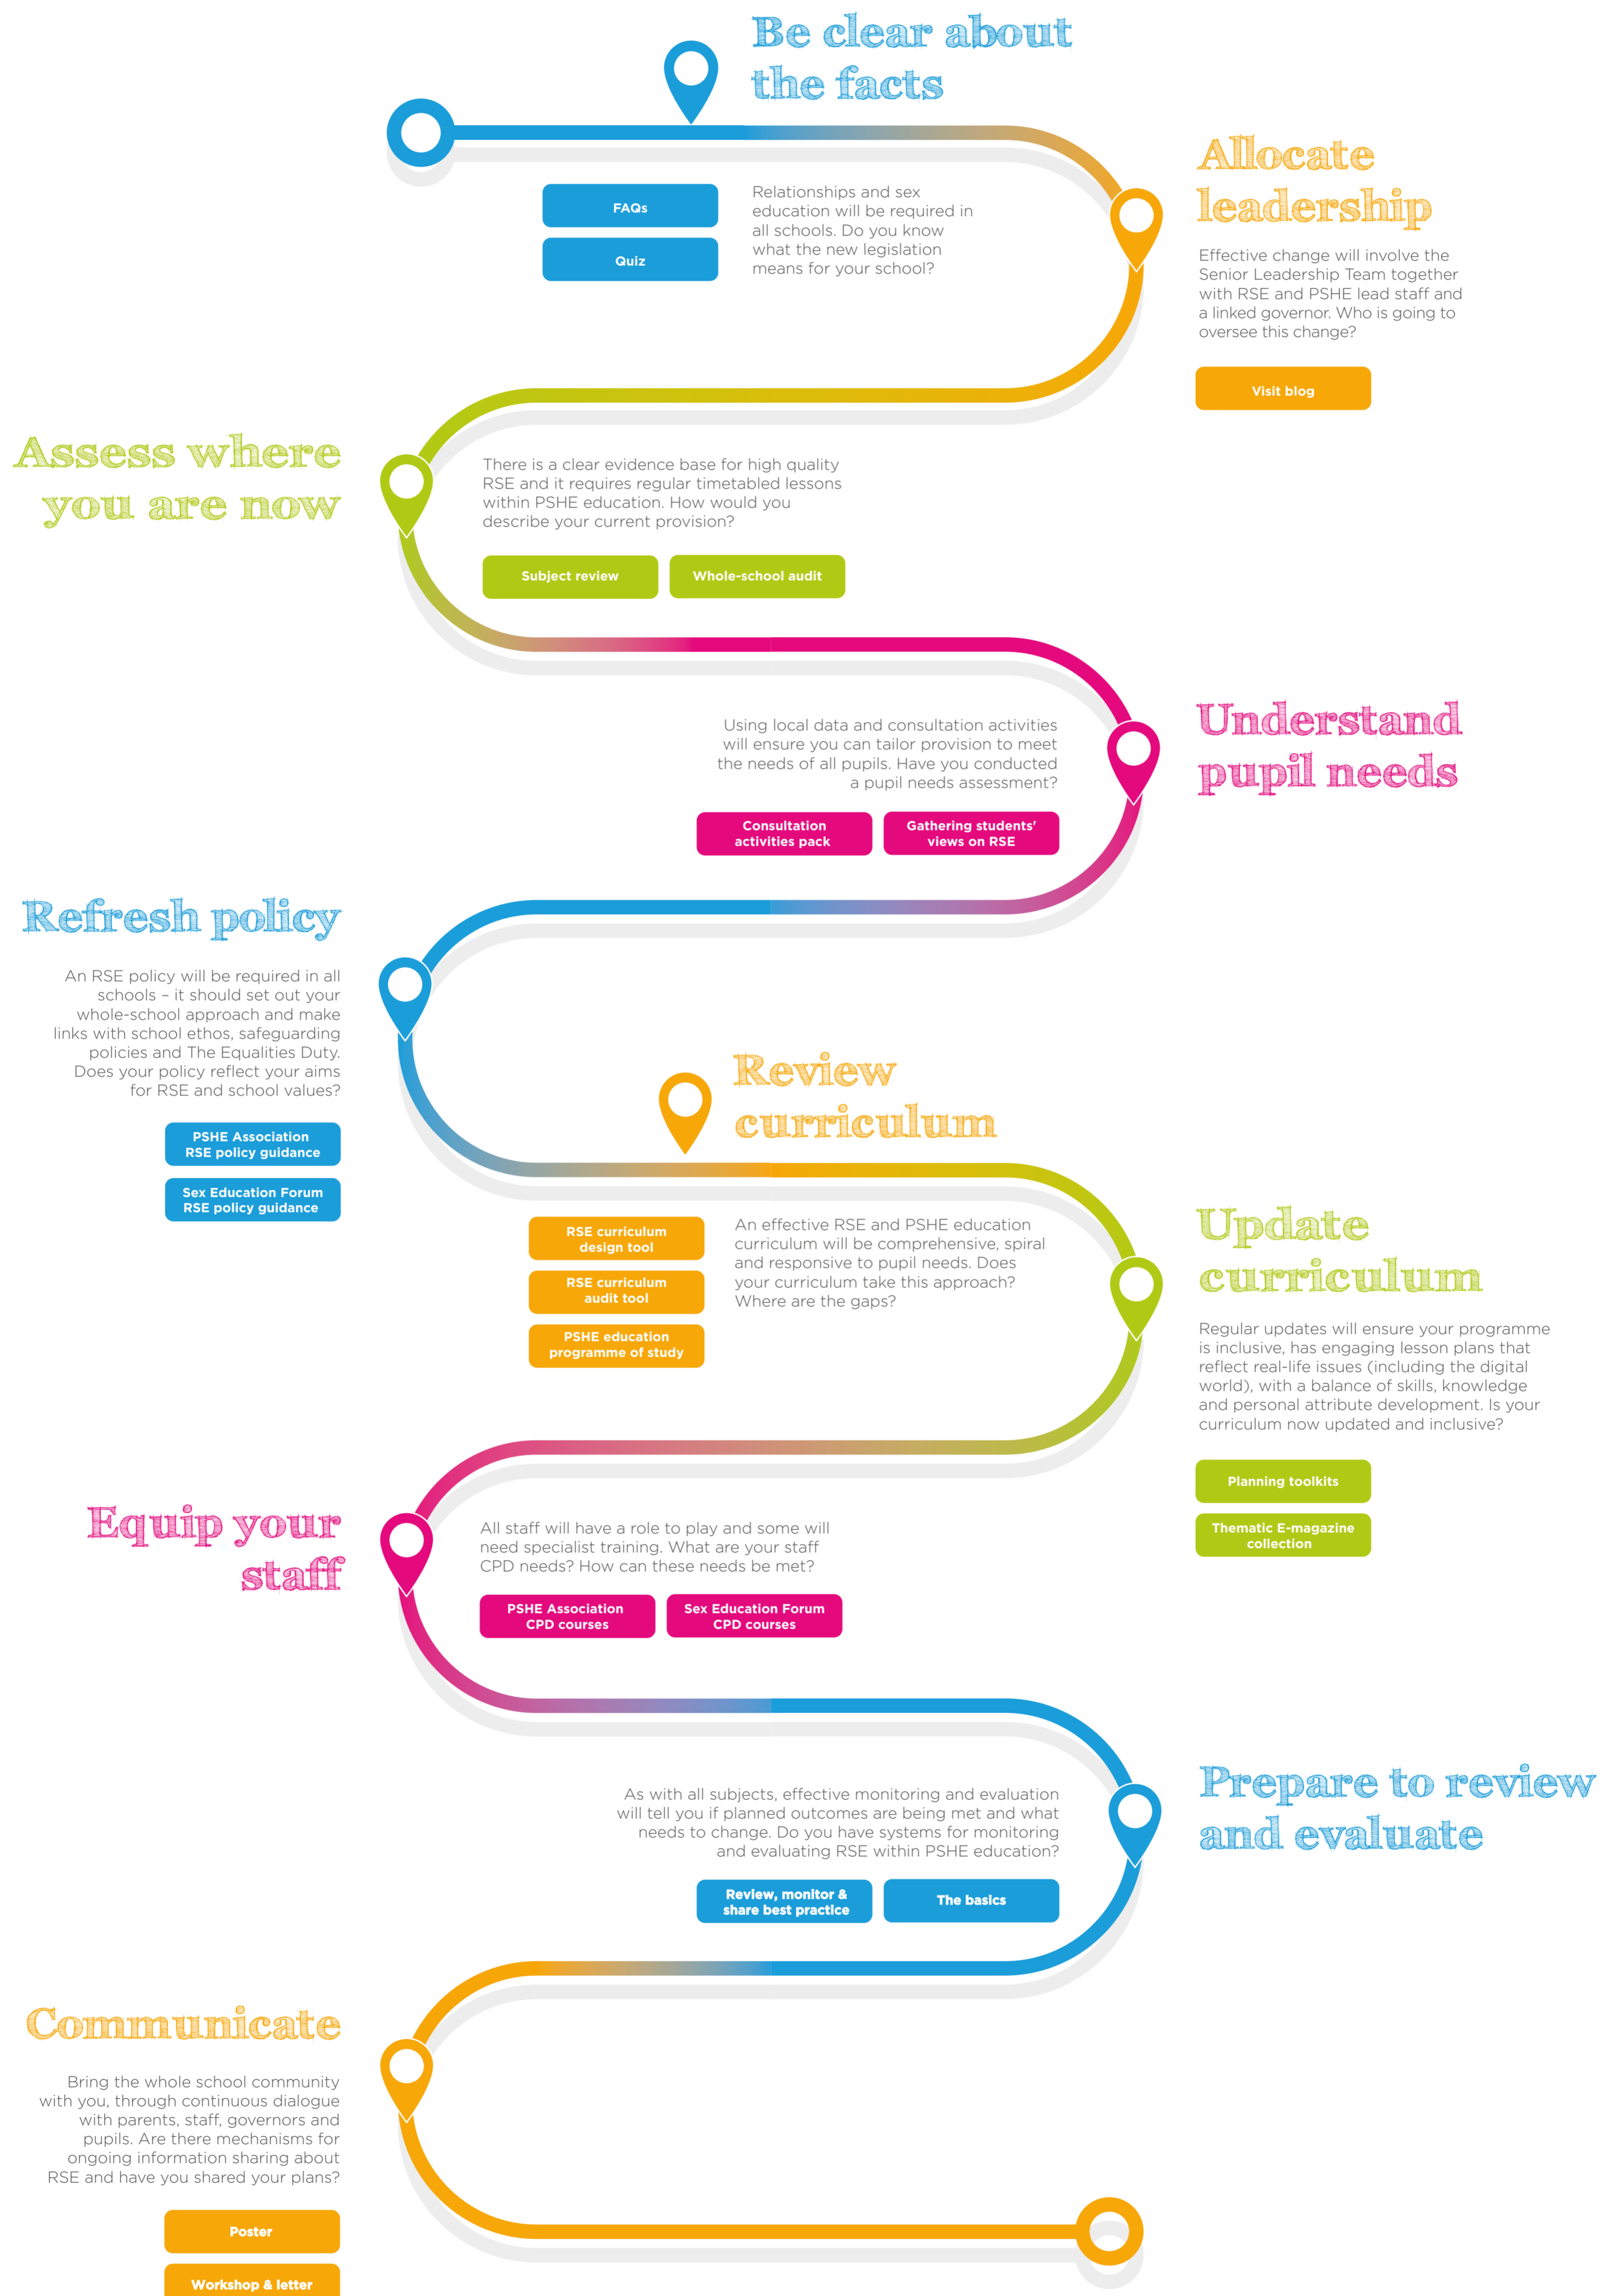 Be clear about
the facts
FAQs
Quiz
Relationships and sex
education will be required in
all schools. Do you know
what the new legislation
means for your school?
Allocate
leadership
Effective change will involve the
Senior Leadership Team together
with RSE and PSHE lead staff and
a linked governor. Who is going to
oversee this change?
Visit blog
Assess where
you are now
There is a clear evidence base for high quality
RSE and it requires regular timetabled lessons
within PSHE education. How would you
describe your current provision?
Subject review
Whole-school audit
Understand
pupil needs
Using local data and consultation activities
will ensure you can tailor provision to meet
the needs of all pupils. Have you conducted
a pupil needs assessment?
Consultation
activities pack
Gathering students'
views on RSE
Refresh policy
An RSE policy will be required in all
schools – it should set out your
whole-school approach and make
links with school ethos, safeguarding
policies and The Equalities Duty.
Does your policy reflect your aims
for RSE and school values?
PSHE Association
RSE policy guidance
Sex Education Forum
RSE policy guidance
Review
curriculum
RSE curriculum
design tool
RSE curriculum
audit tool
PSHE education
programme of study
An effective RSE and PSHE education
curriculum will be comprehensive, spiral
and responsive to pupil needs. Does
your curriculum take this approach?
Where are the gaps?
Update
curriculum
Regular updates will ensure your programme
is inclusive, has engaging lesson plans that
reflect real-life issues (including the digital
world), with a balance of skills, knowledge
and personal attribute development. Is your
curriculum now updated and inclusive?
Planning toolkits
Thematic E-magazine
collection
Equip your
staff
All staff will have a role to play and some will
need specialist training. What are your staff
CPD needs? How can these needs be met?
PSHE Association
CPD courses
Sex Education Forum
CPD courses
Prepare to review
and evaluate
As with all subjects, effective monitoring and evaluation
will tell you if planned outcomes are being met and what
needs to change. Do you have systems for monitoring
and evaluating RSE within PSHE education?
Review, monitor &
share best practice
The basics
Communicate
Bring the whole school community
with you, through continuous dialogue
with parents, staff, governors and
pupils. Are there mechanisms for
ongoing information sharing about
RSE and have you shared your plans?
Poster
Workshop & letter